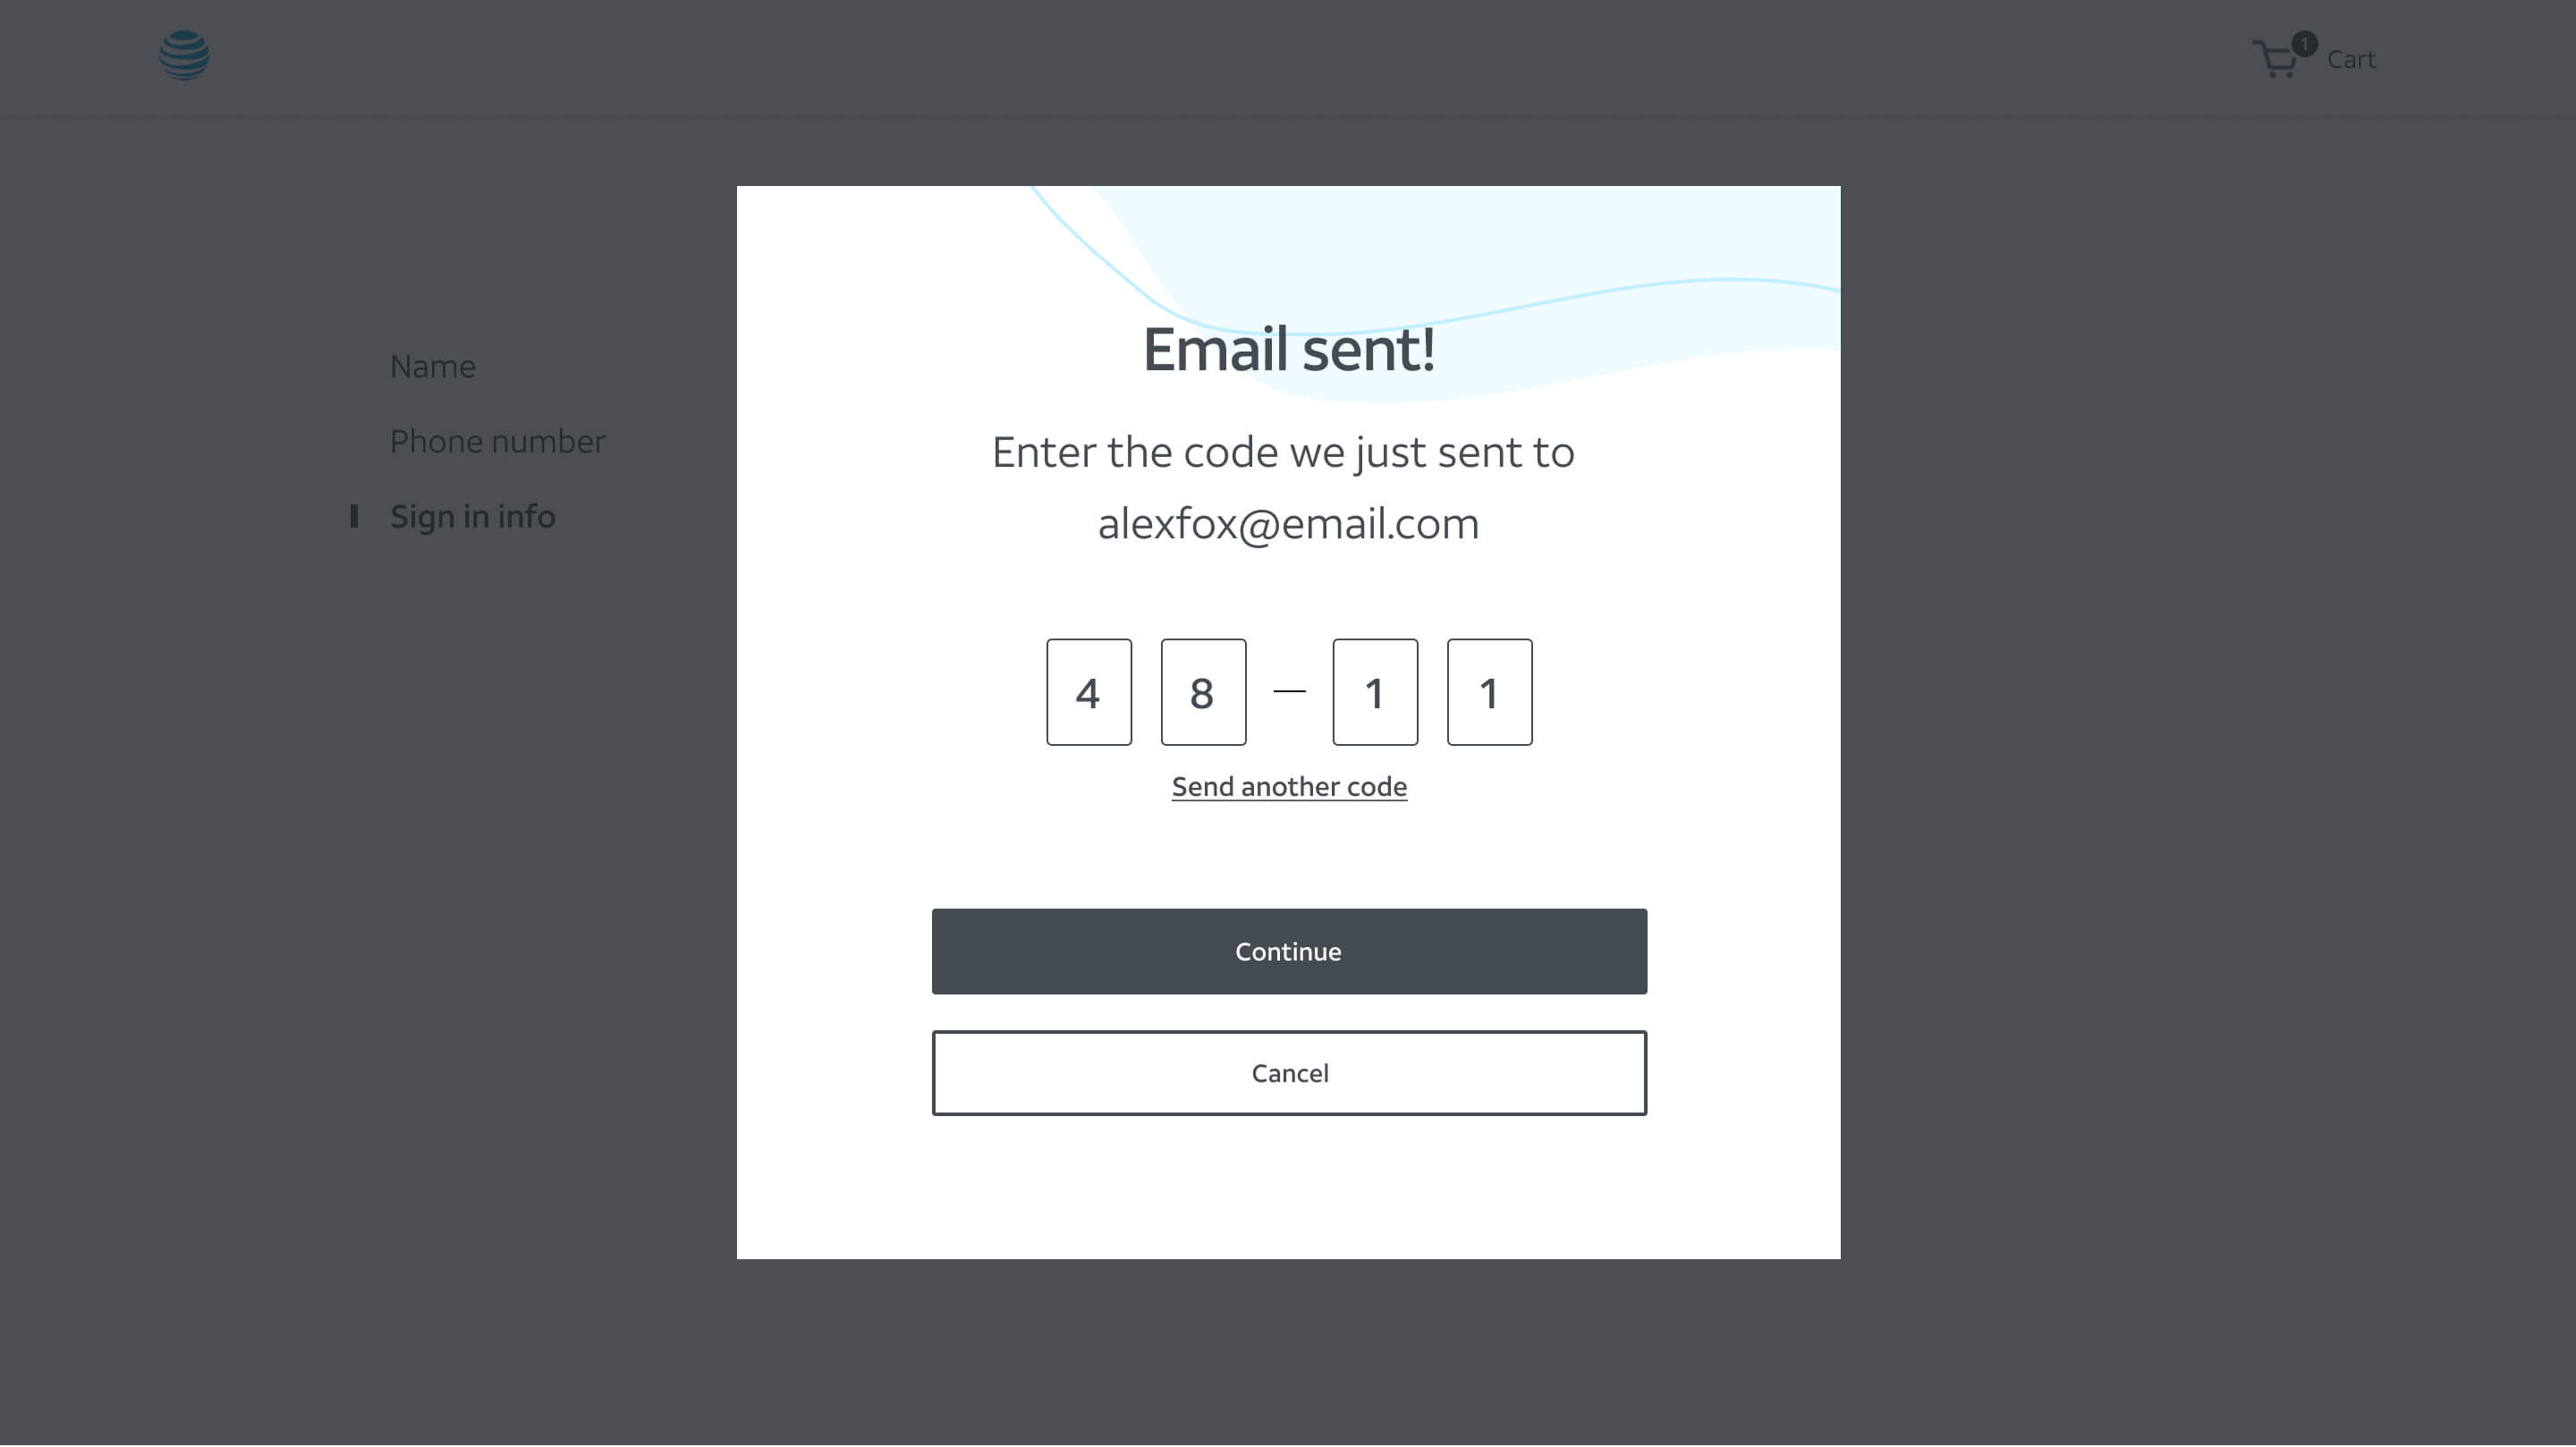 1
Cart
Name
Phone number
Sign in info
Email sent!
Enter the code we just sent to
alexfox@email.com
4 8 — 1 1
Send another code
Continue
Cancel